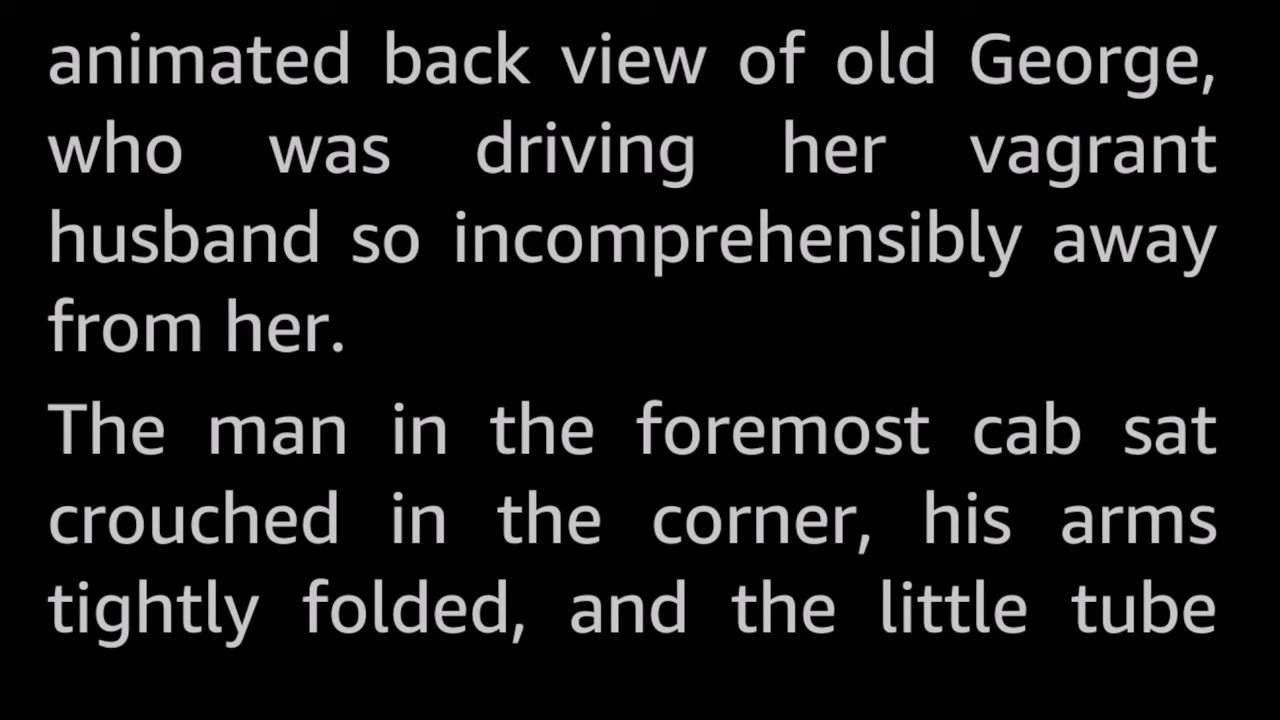 animated back view of old George,
who was driving her vagrant
husband so incomprehensibly away
from her.
The man in the foremost cab sat
crouched in the corner, his arms
tightly folded, and the little tube